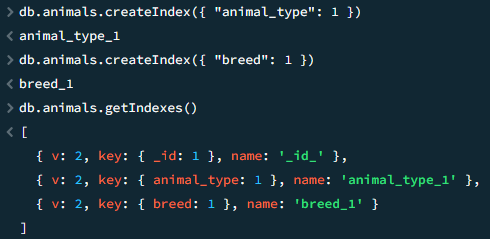 > db.animals.createIndex({ "animal_type": 1 })
< animal_type_1
> db.animals.createIndex({ "breed": 1 })
< breed_1
> db.animals.getIndexes()
< [
{ v: 2, key: { _id: 1 }, name: '_id_' },
{ v: 2, key: { animal_type: 1 }, name: 'animal_type_1' },
{ v: 2, key: { breed: 1 }, name: 'breed_1' }
]